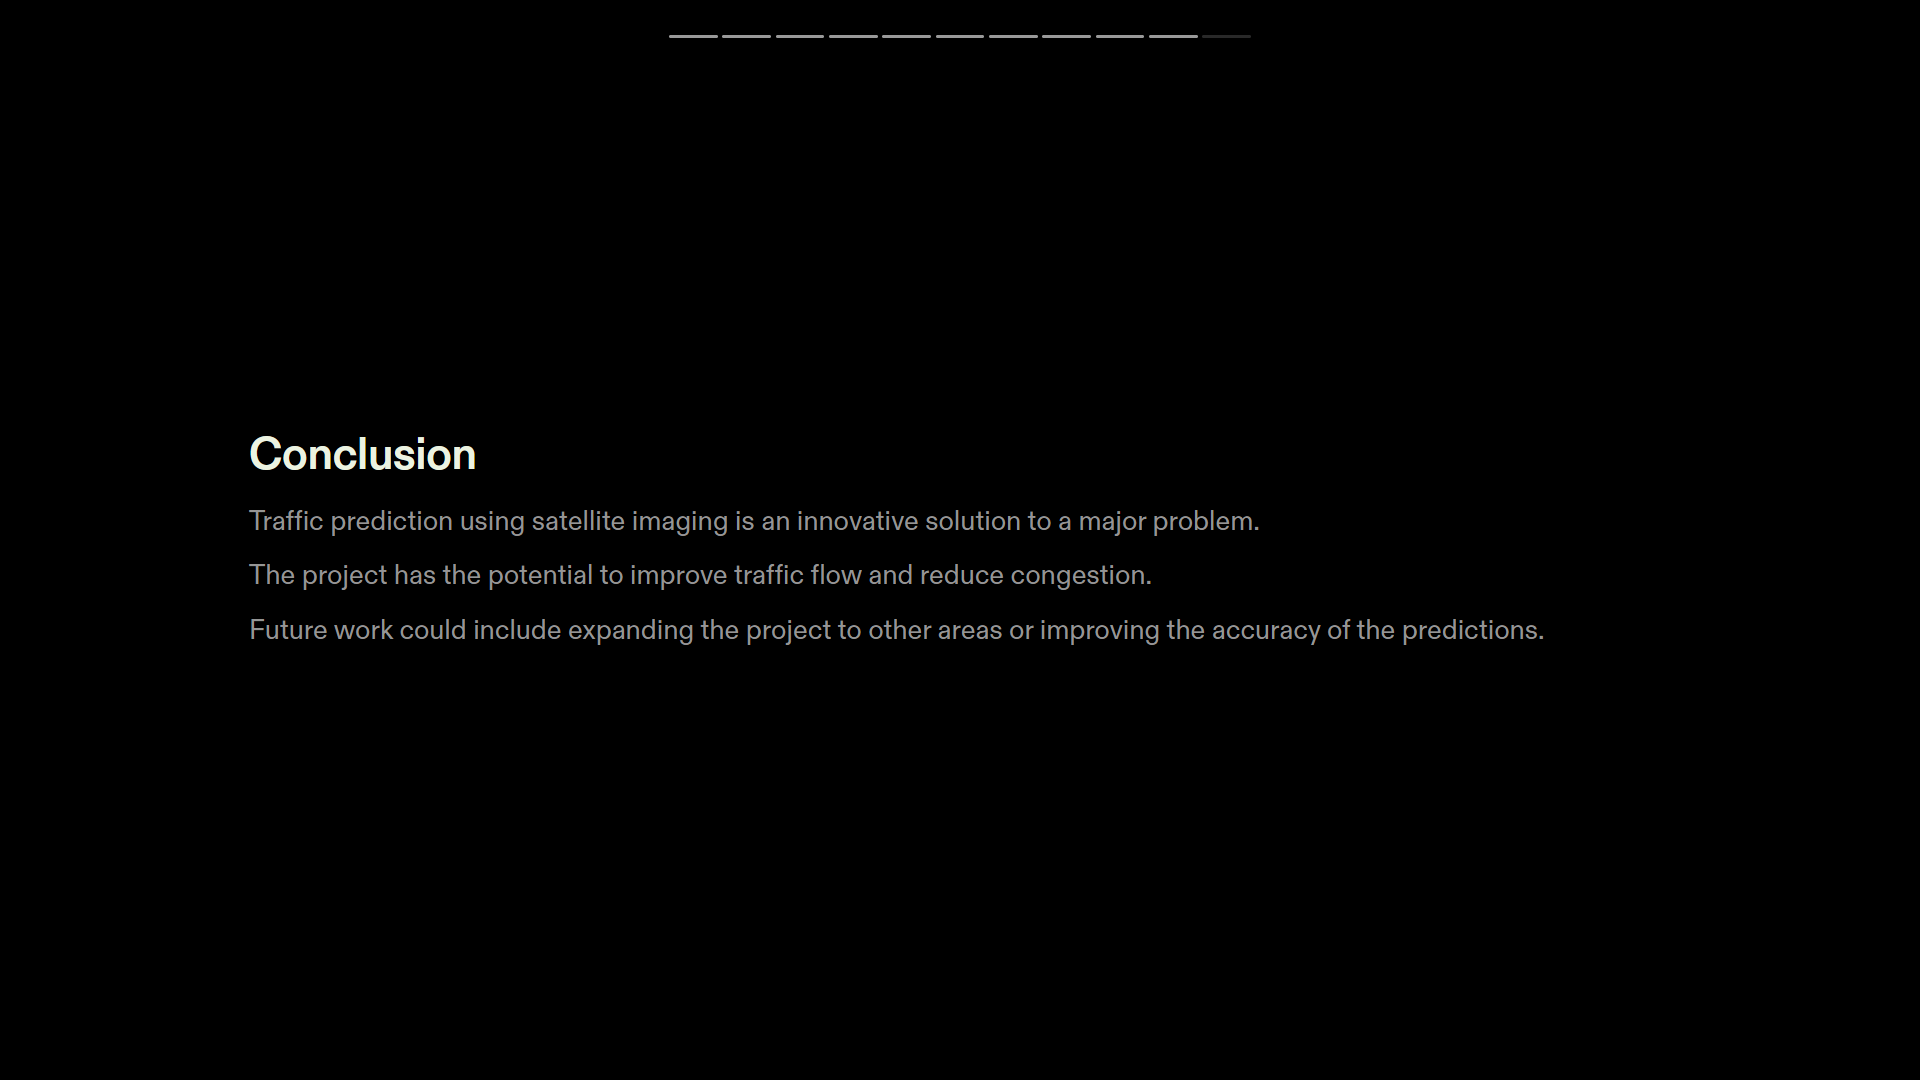 Conclusion
Traffic prediction using satellite imaging is an innovative solution to a major problem.
The project has the potential to improve traffic flow and reduce congestion.
Future work could include expanding the project to other areas or improving the accuracy of the predictions.